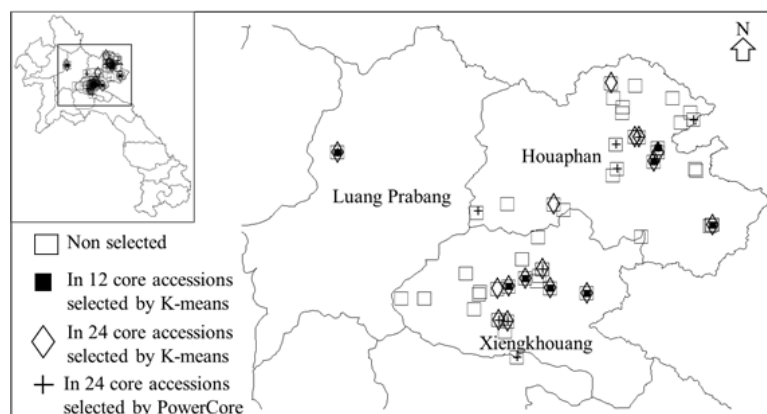 N
Houaphan
Luang Prabang
Xiengkhouang
Non selected
In 12 core accessions
selected by K-means
In 24 core accessions
selected by K-means
In 24 core accessions
selected by PowerCore